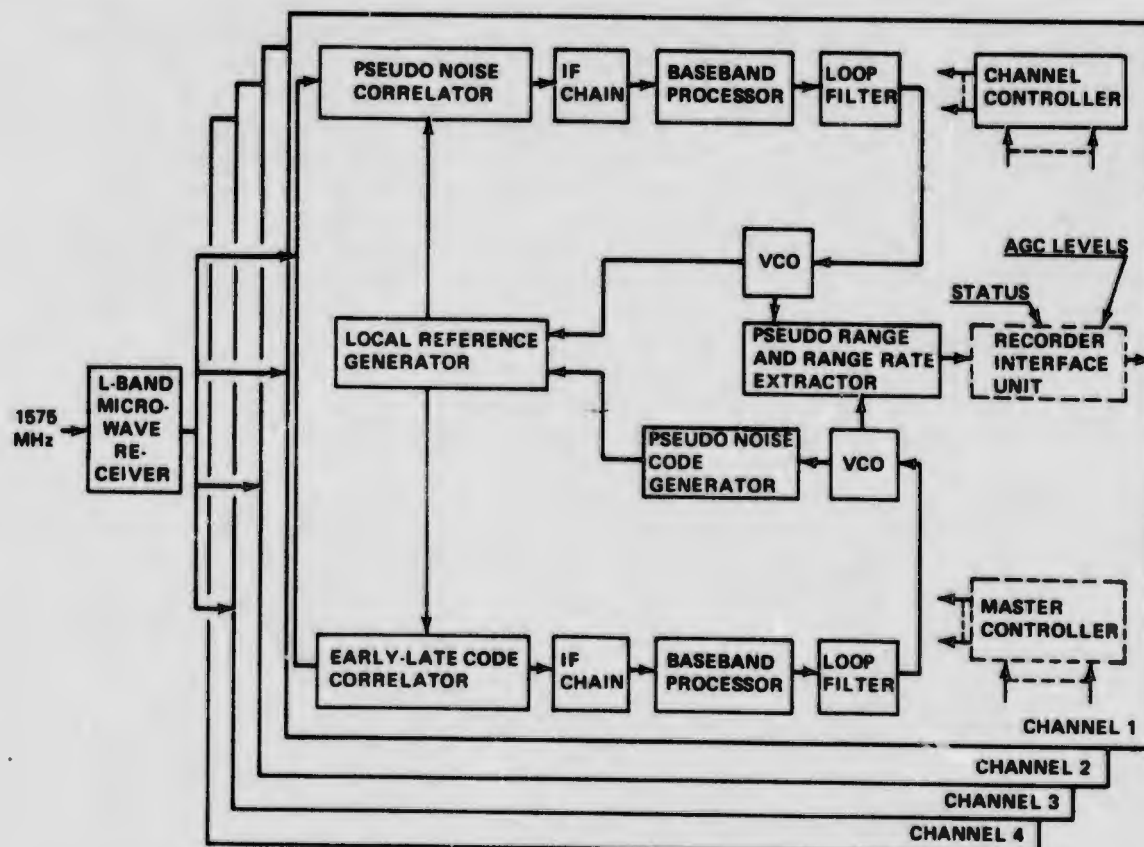 PSEUDO NOISE
CORRELATOR
IF
CHAIN
BASEBAND
PROCESSOR
LOOP
FILTER
CHANNEL
CONTROLLER
VCO
AGC LEVELS
STATUS
LOCAL REFERENCE
GENERATOR
PSEUDO RANGE
AND RANGE RATE
EXTRACTOR
RECORDER
INTERFACE
UNIT
1575
MHz
L-BAND
MICRO-
WAVE
RE-
CEIVER
PSEUDO NOISE
CODE
GENERATOR
VCO
MASTER
CONTROLLER
EARLY-LATE CODE
CORRELATOR
IF
CHAIN
BASEBAND
PROCESSOR
LOOP
FILTER
CHANNEL 1
CHANNEL 2
CHANNEL 3
CHANNEL 4